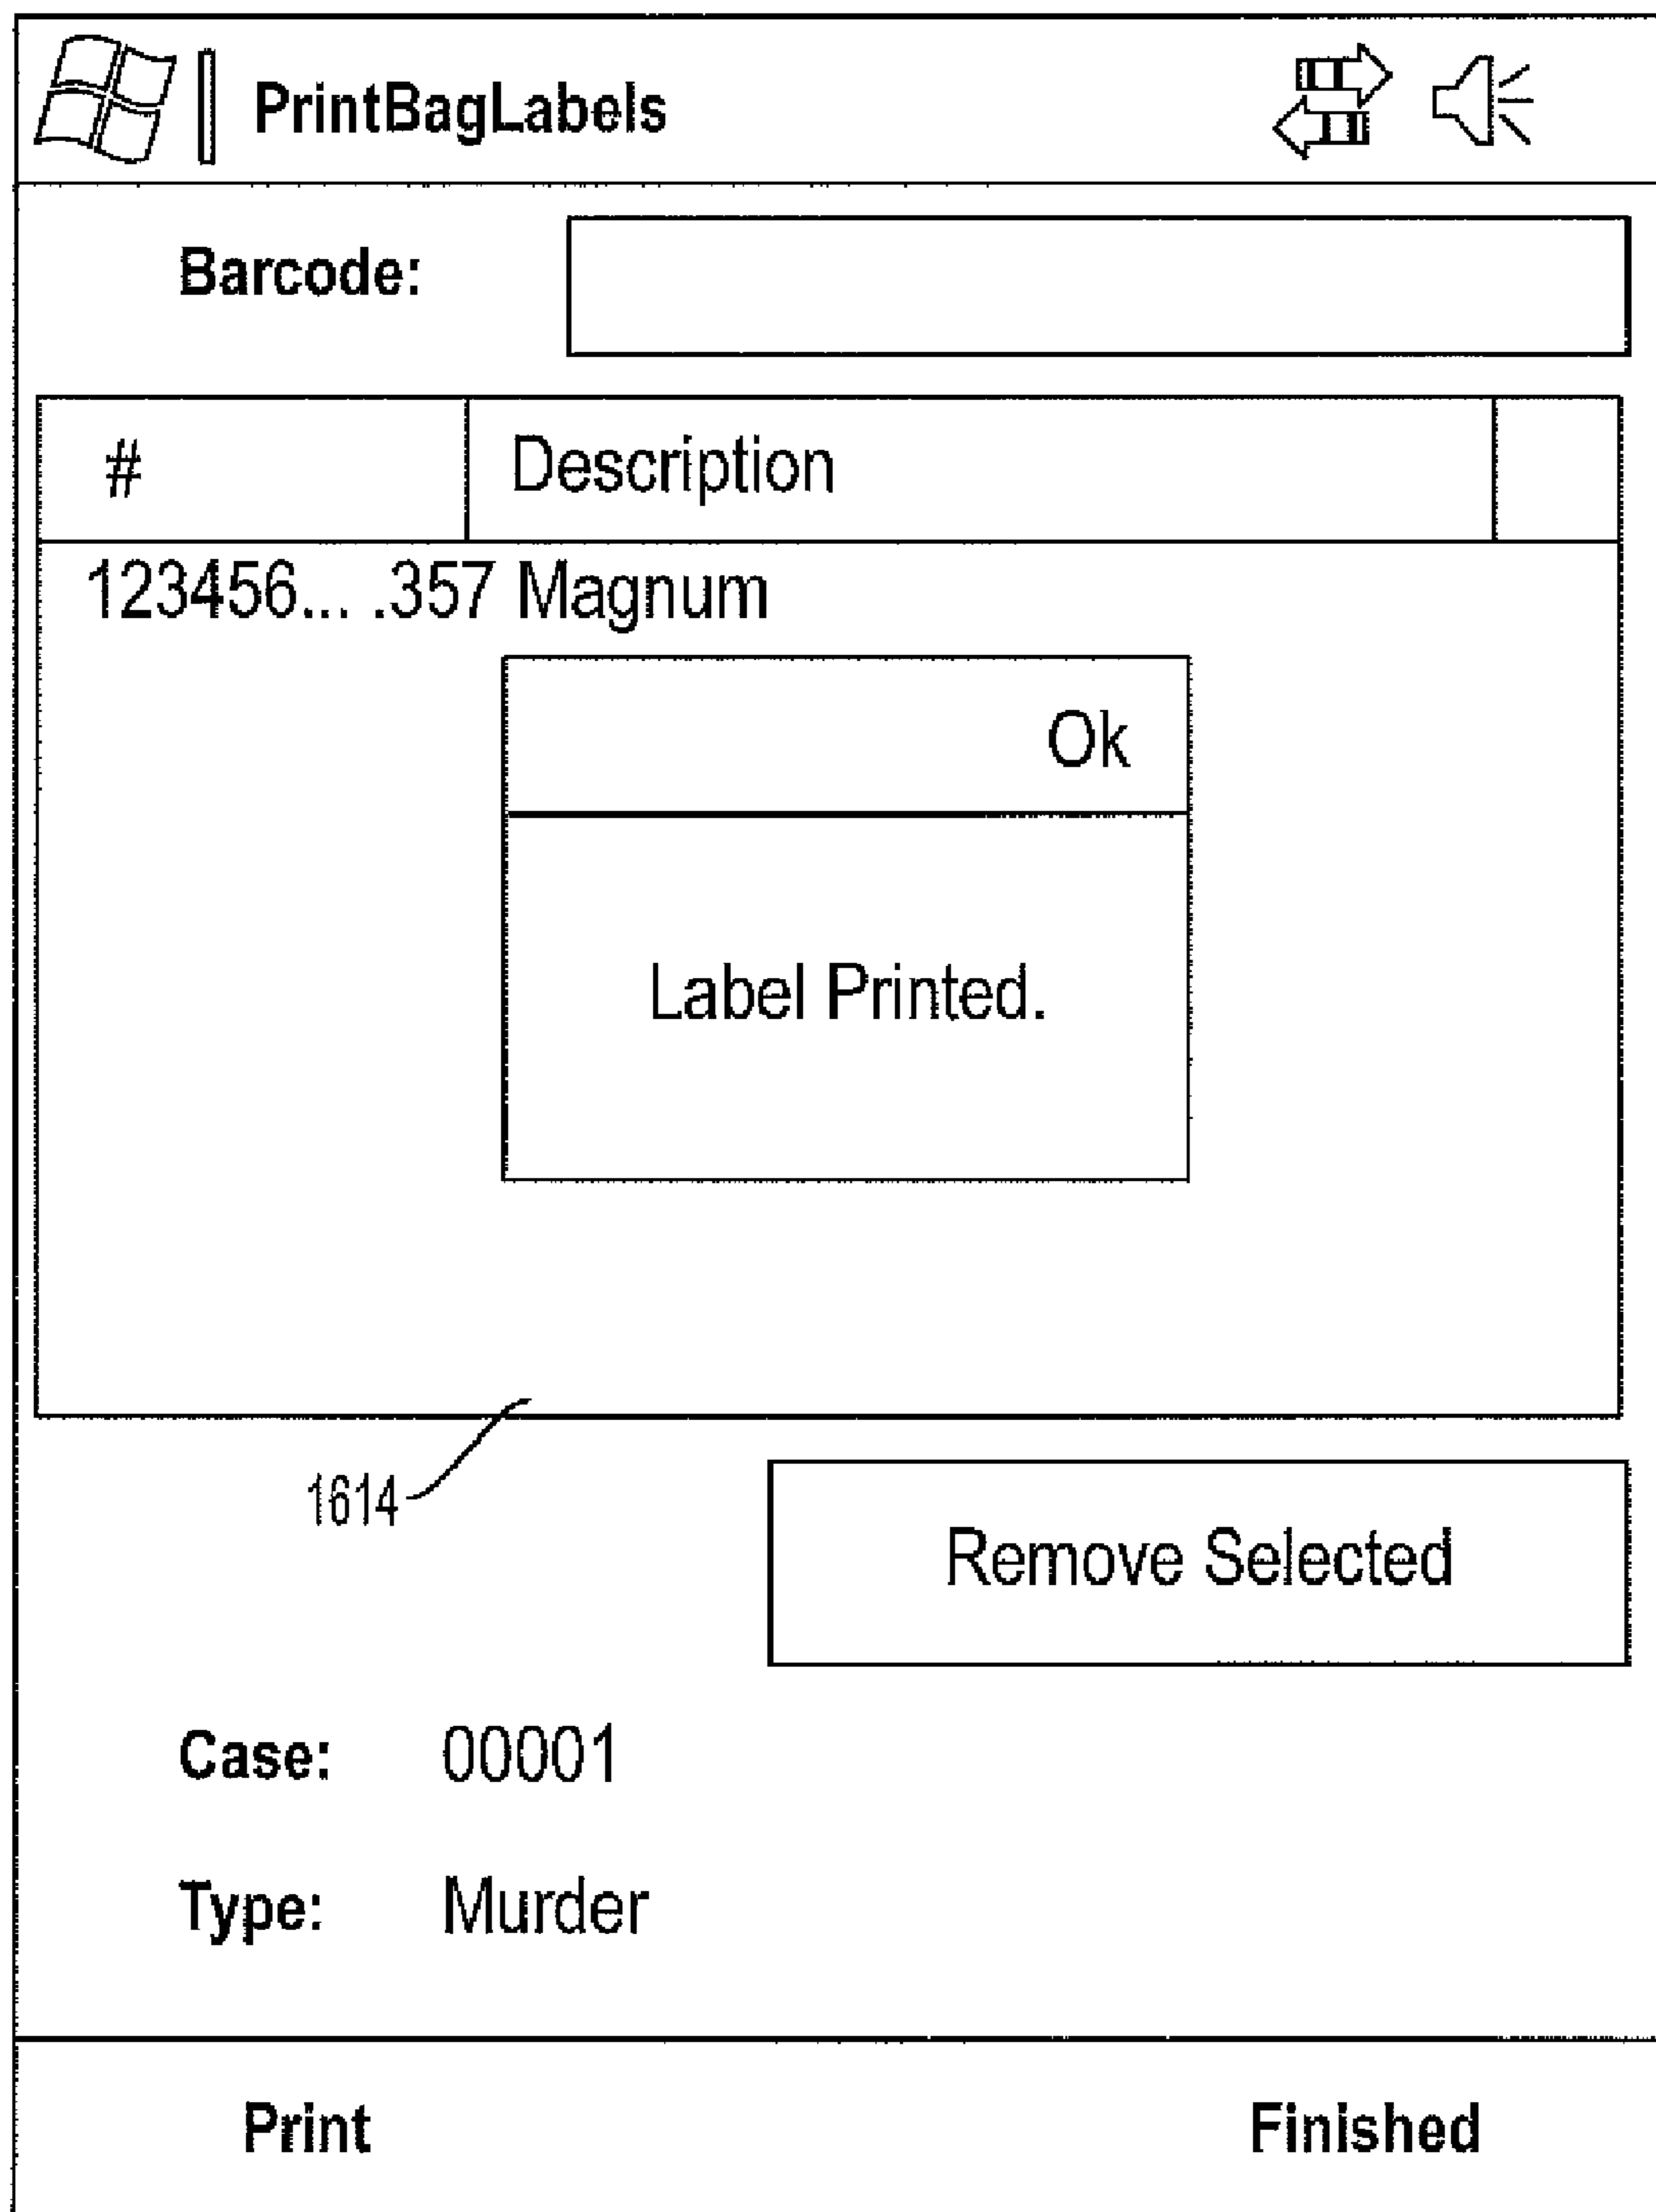 PrintBagLabels
Barcode:
# Description
123456... .357 Magnum
Ok
Label Printed.
1614
Remove Selected
Case: 00001
Type: Murder
Print Finished